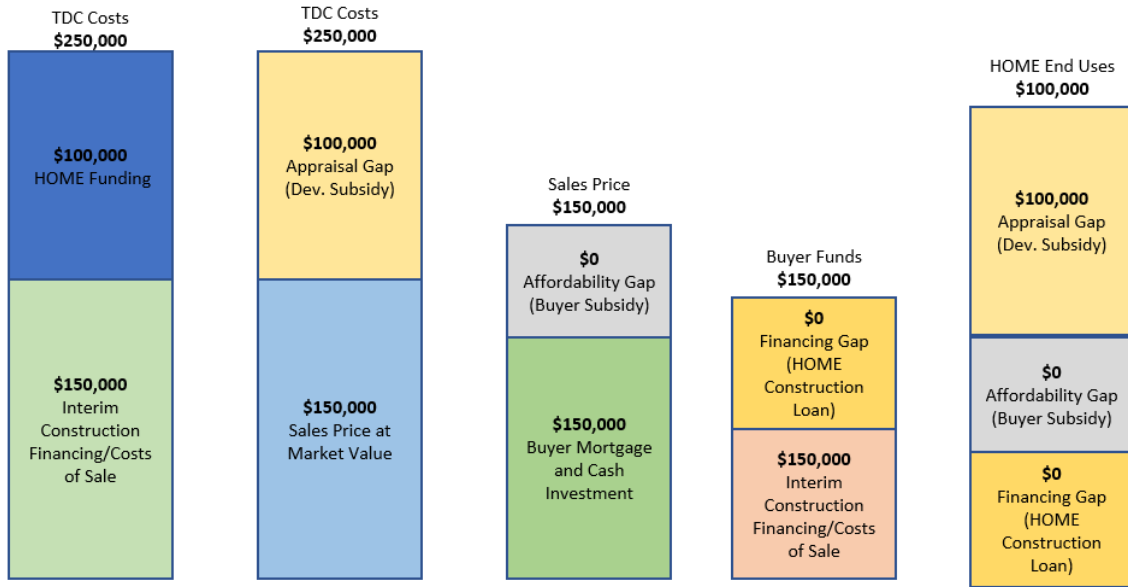 TDC Costs
$250,000
$100,000
HOME Funding
$150,000
Interim
Construction
Financing/Costs
of Sale
TDC Costs
$250,000
$100,000
Appraisal Gap
(Dev. Subsidy)
$150,000
Sales Price at
Market Value
Sales Price
$150,000
$0
Affordability Gap
(Buyer Subsidy)
$150,000
Buyer Mortgage
and Cash
Investment
Buyer Funds
$150,000
$0
Financing Gap
(HOME
Construction
Loan)
$150,000
Interim
Construction
Financing/Costs
of Sale
HOME End Uses
$100,000
$100,000
Appraisal Gap
(Dev. Subsidy)
$0
Affordability Gap
(Buyer Subsidy)
$0
Financing Gap
(HOME
Construction
Loan)